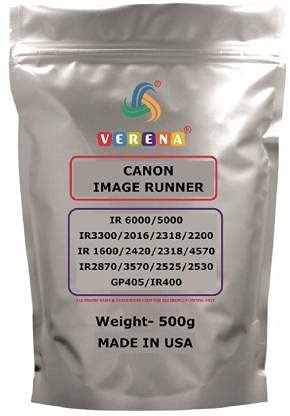 ®
VERENA®
CANON
IMAGE RUNNER
IR 6000/5000
IR3300/2016/2318/2200
IR 1600/2420/2318/4570
IR2870/3570/2525/2530
GP405/IR400
Weight- 500g
MADE IN USA